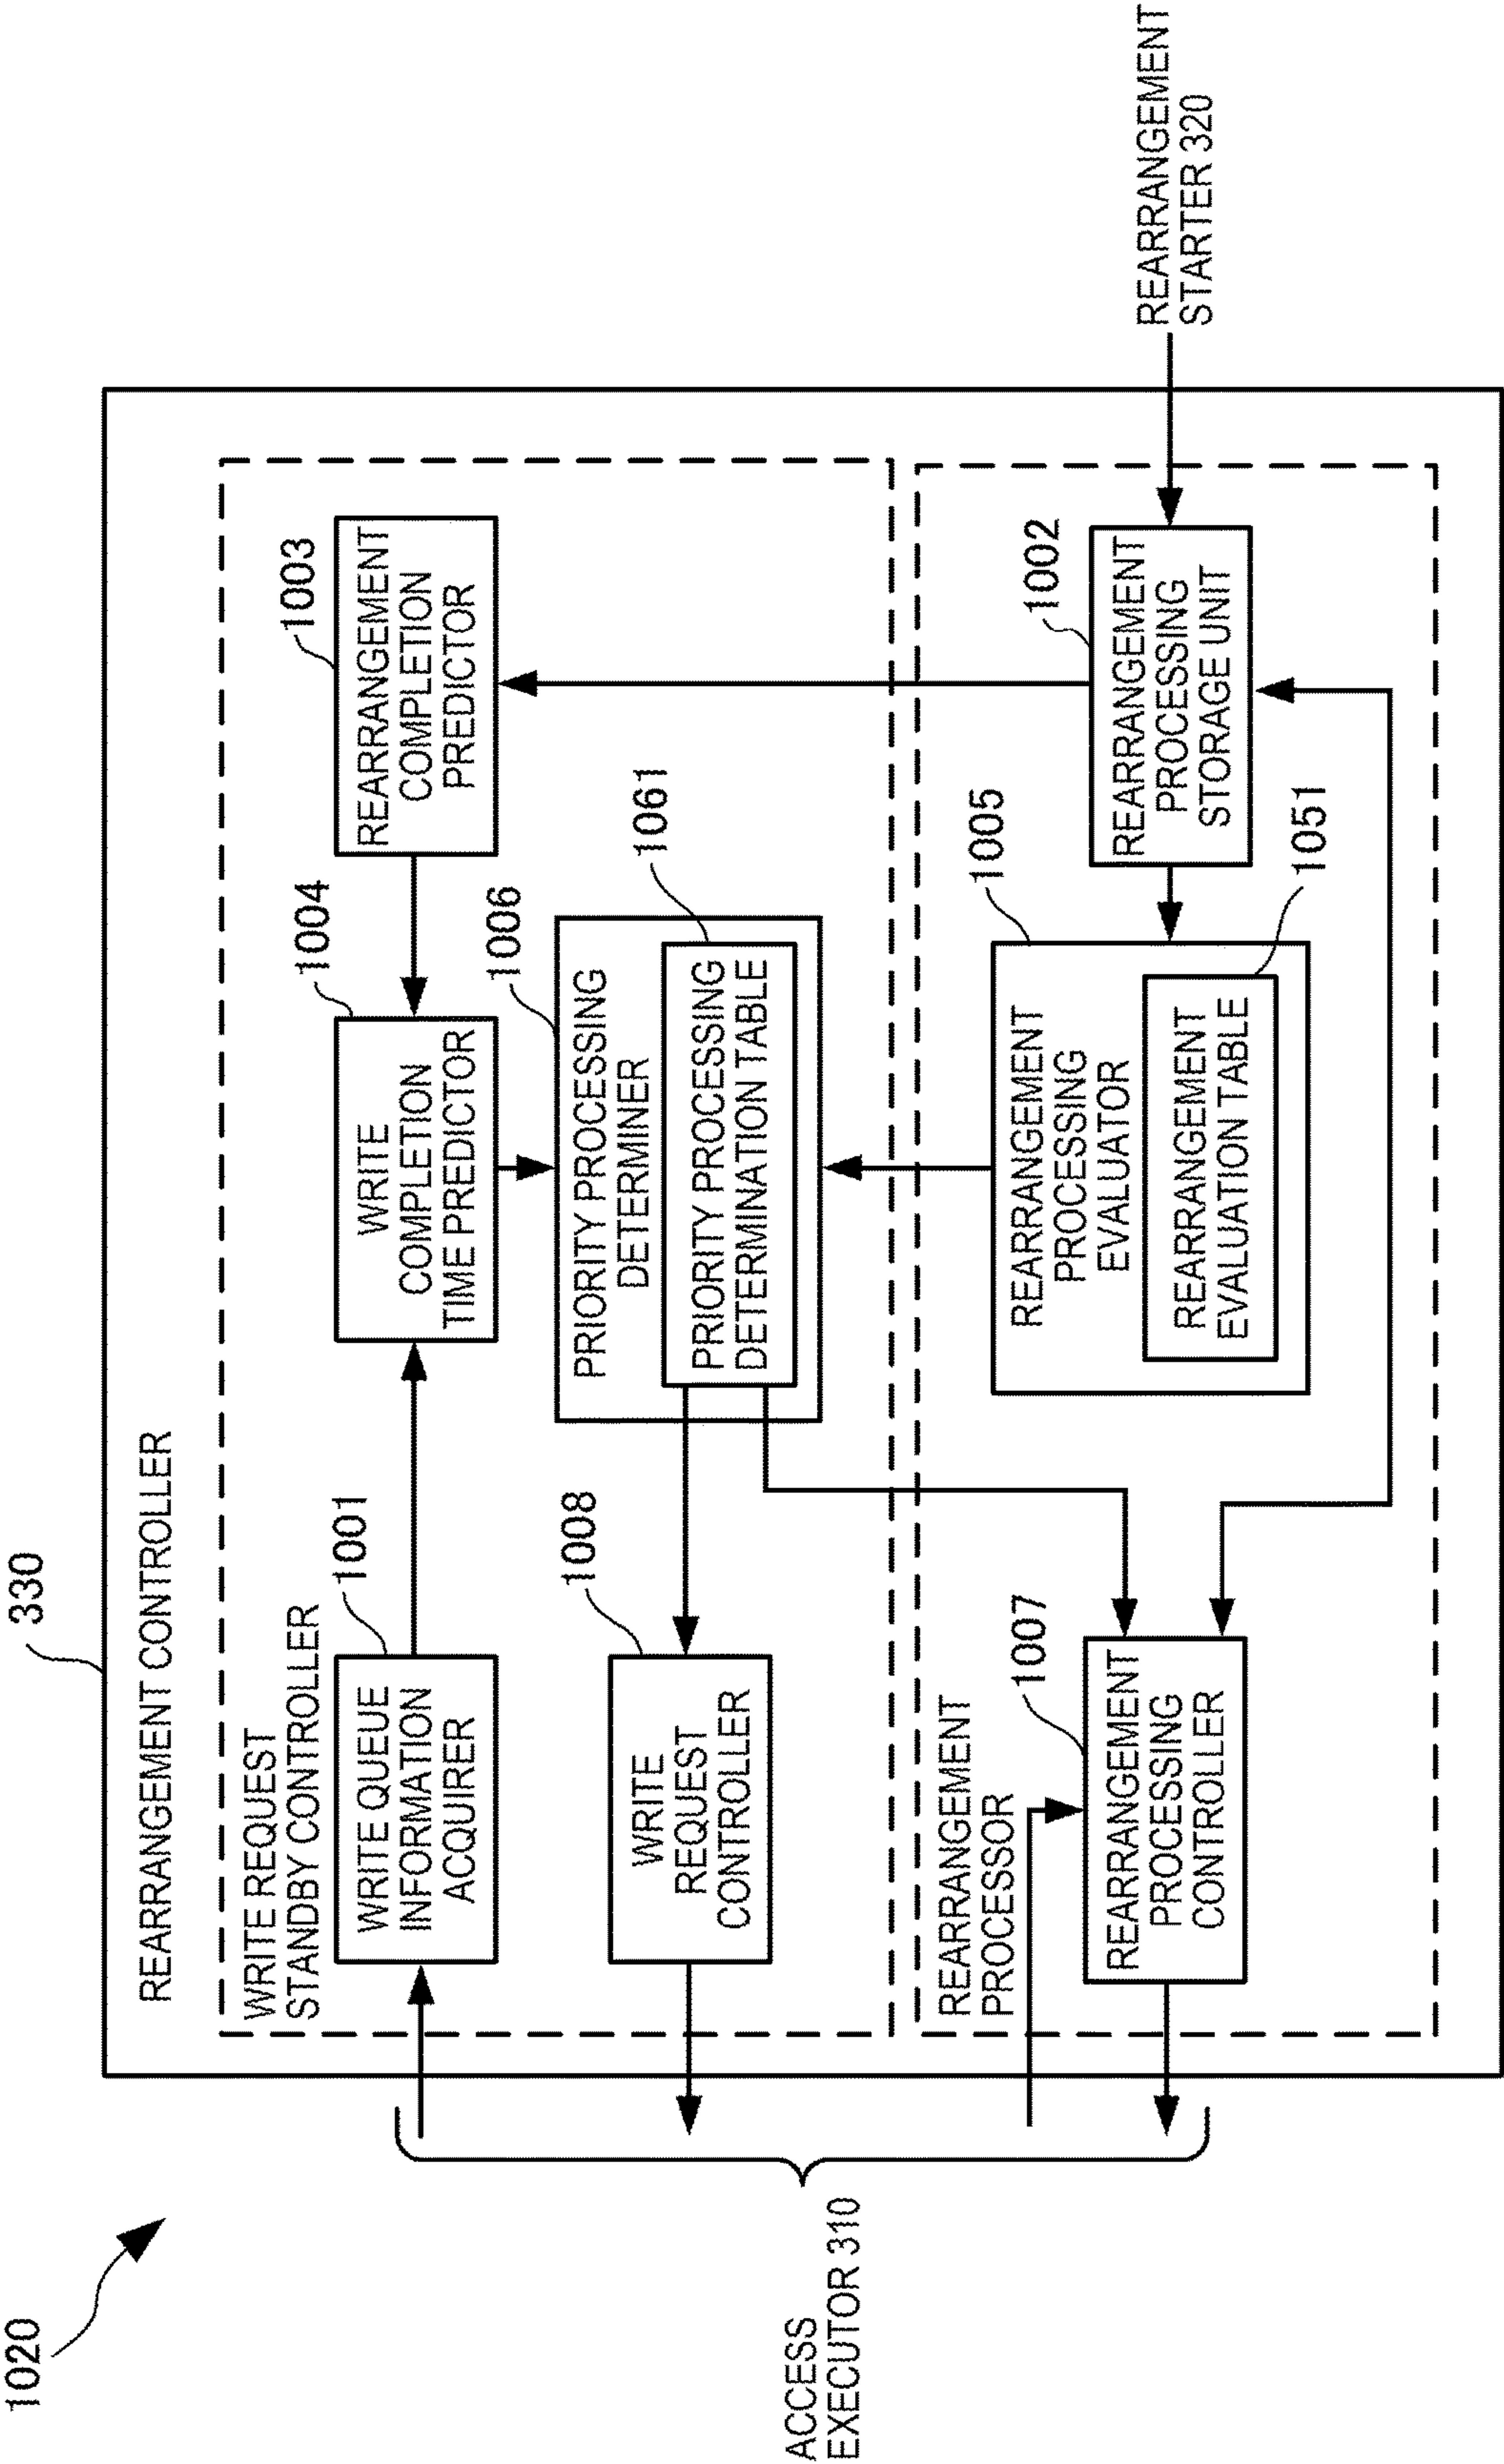 1020
330
REARRANGEMENT CONTROLLER
WRITE REQUEST
STANDBY CONTROLLER
1001
WRITE QUEUE
INFORMATION
ACQUIRER
1004
WRITE
COMPLETION
TIME PREDICTOR
1003
REARRANGEMENT
COMPLETION
PREDICTOR
1008
WRITE
REQUEST
CONTROLLER
1006
PRIORITY PROCESSING
DETERMINER
1061
PRIORITY PROCESSING
DETERMINATION TABLE
ACCESS
EXECUTOR 310
REARRANGEMENT
PROCESSOR
1007
REARRANGEMENT
PROCESSING
CONTROLLER
1005
REARRANGEMENT
PROCESSING
EVALUATOR
1051
REARRANGEMENT
EVALUATION TABLE
1002
REARRANGEMENT
PROCESSING
STORAGE UNIT
REARRANGEMENT
STARTER 320